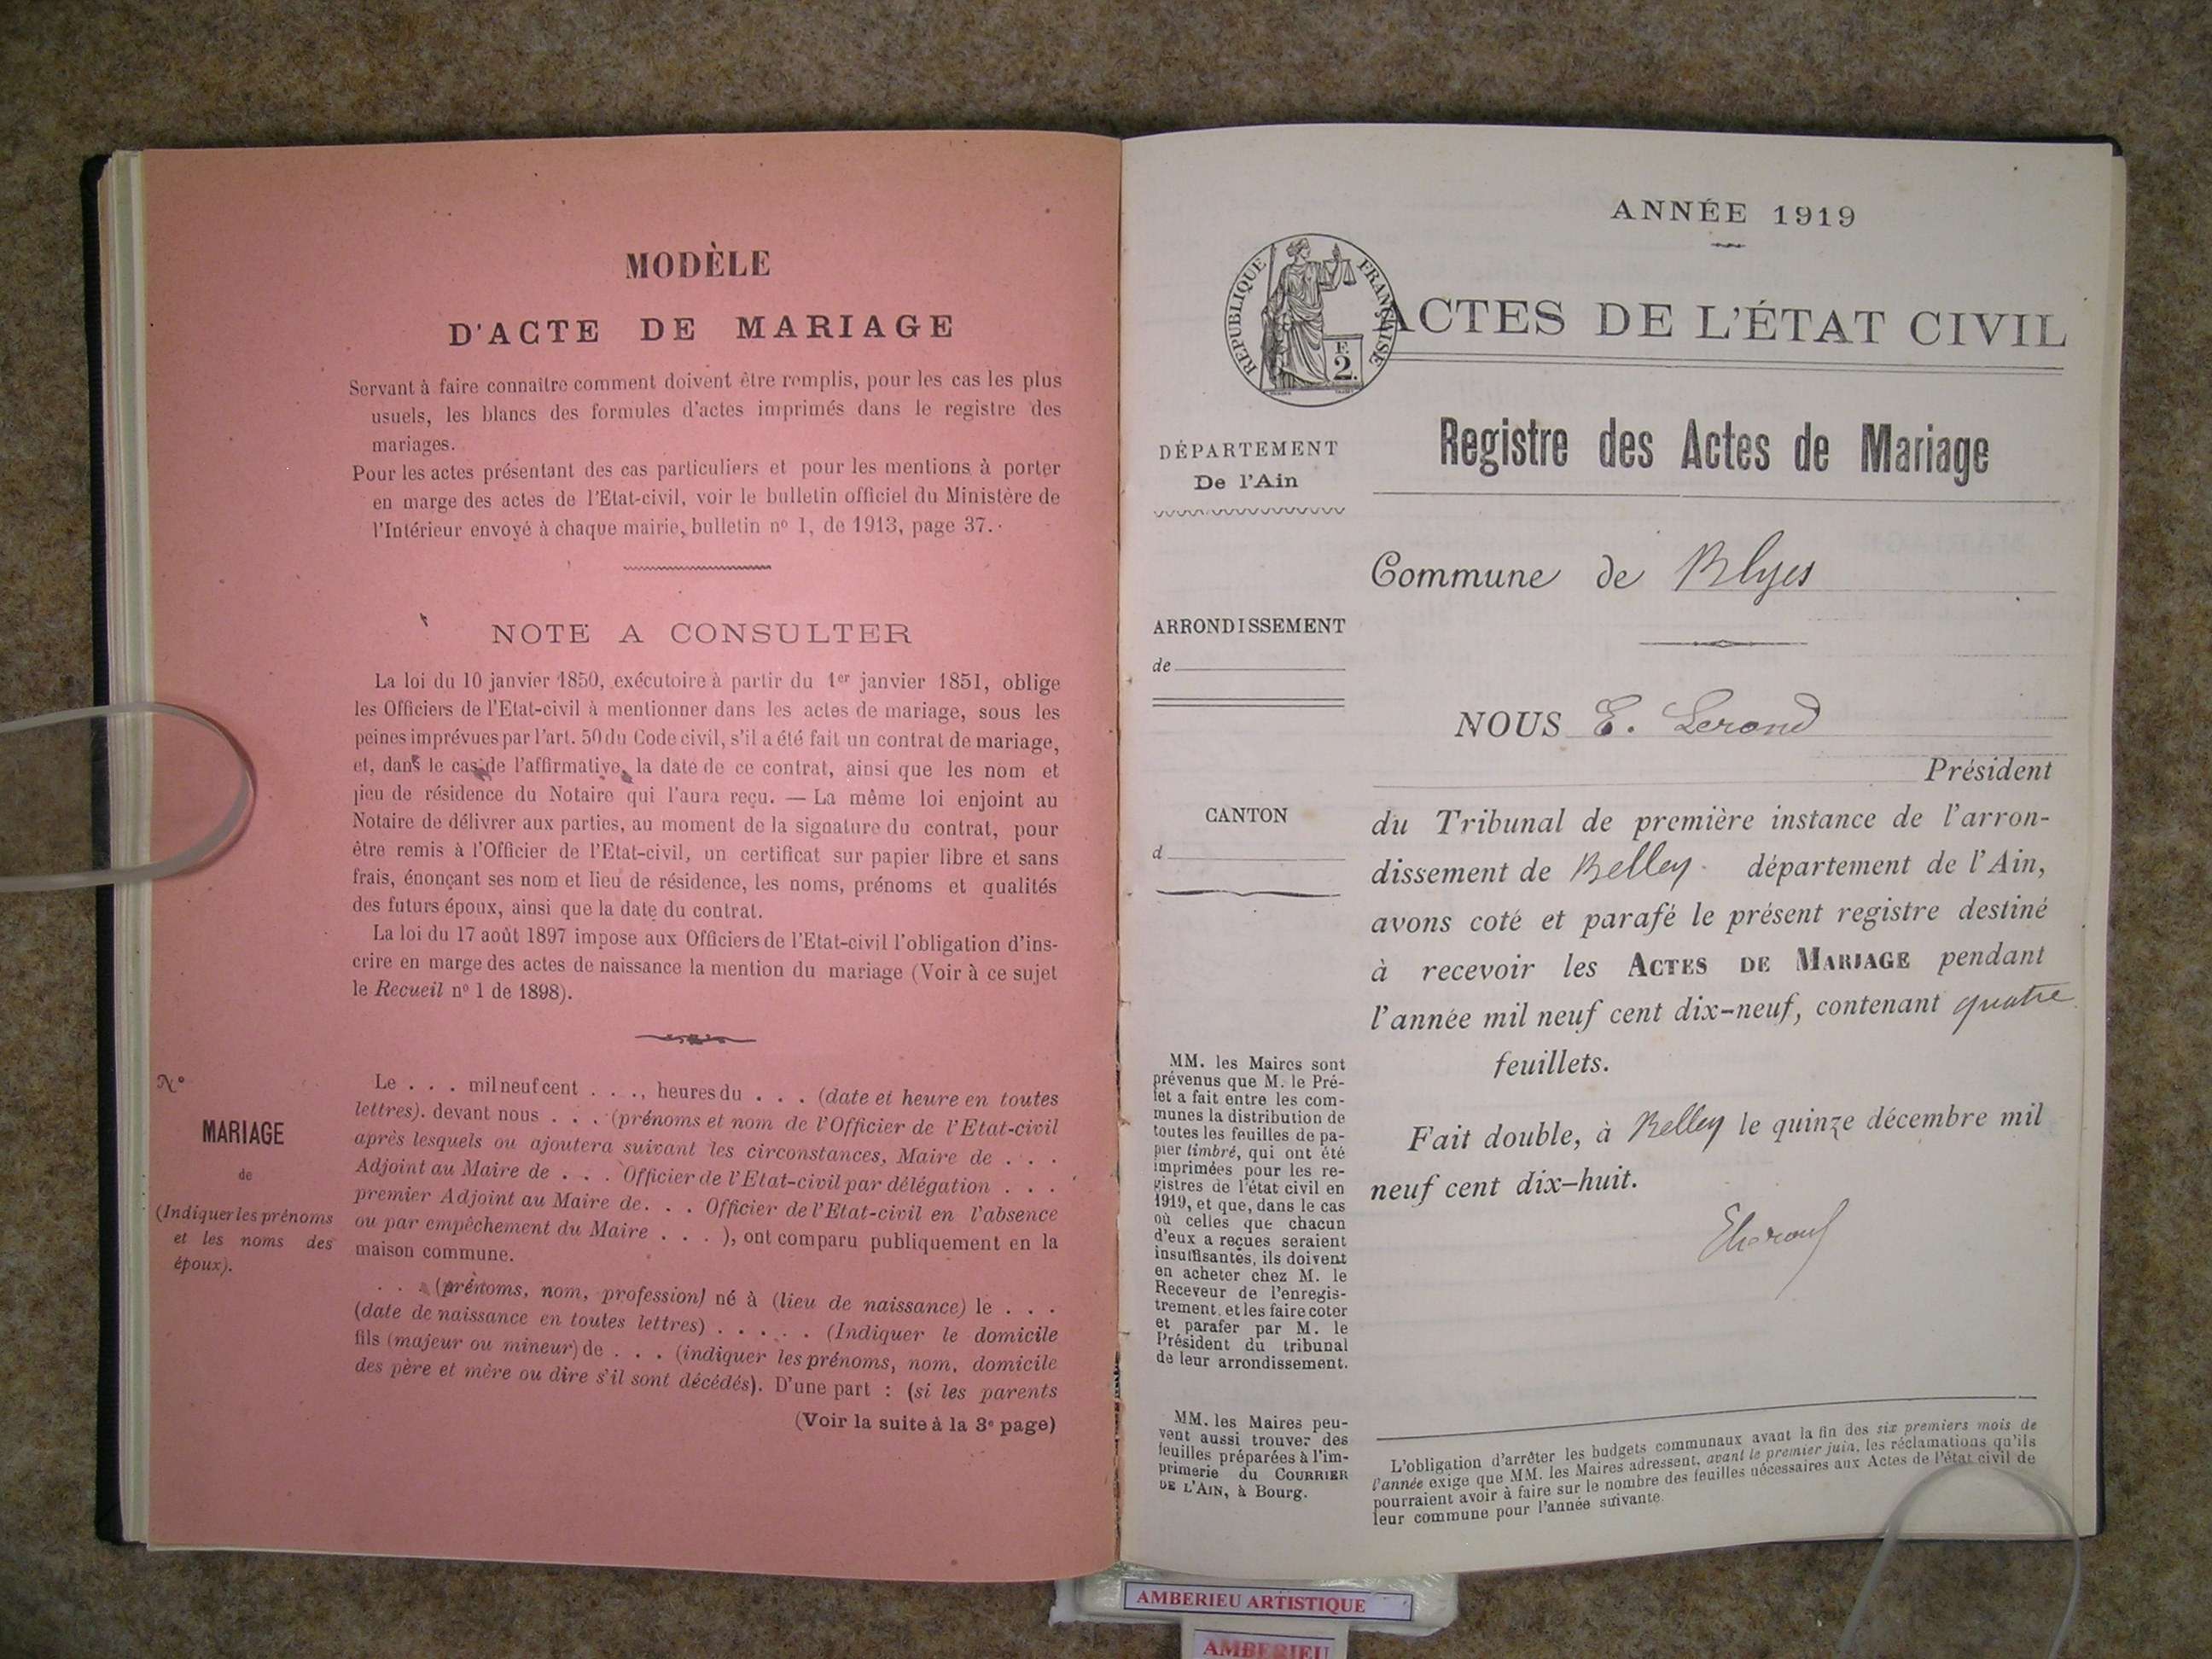 MODÈLE
D'ACTE DE MARIAGE
Servant à faire connaître comment doivent être remplis, pour les cas les plus
usuels, les blancs des formules d'actes imprimés dans le registre des
mariages.
Pour les actes présentant des cas particuliers et pour les mentions à porter
en marge des actes de l'Etat-civil, voir le bulletin officiel du Ministère de
l'Intérieur envoyé à chaque mairie, bulletin nº 1, de 1913, page 37.
NOTE A CONSULTER
La loi du 10 janvier 1850, exécutoire à partir du 1er janvier 1851, oblige
les Officiers de l'Etat-civil à mentionner dans les actes de mariage, sous les
peines imprévues par l'art. 50 du Code civil, s'il a été fait un contrat de mariage,
et, dans le cas de l'affirmative, la date de ce contrat, ainsi que les nom et
lieu de résidence du Notaire qui l'aura reçu. — La même loi enjoint au
Notaire de délivrer aux parties, au moment de la signature du contrat, pour
être remis à l'Officier de l'Etat-civil, un certificat sur papier libre et sans
frais, énonçant ses nom et lieu de résidence, les noms, prénoms et qualités
des futurs époux, ainsi que la date du contrat.
La loi du 17 août 1897 impose aux Officiers de l'Etat-civil l'obligation d'ins-
crire en marge des actes de naissance la mention du mariage (Voir à ce sujet
le Recueil nº 1 de 1898).
Nº
MARIAGE
de
(Indiquer les prénoms
et les noms des
époux).
Le . . . mil neuf cent . . ., heures du . . . (date et heure en toutes
lettres). devant nous . . . (prénoms et nom de l'Officier de l'Etat-civil
après lesquels ou ajoutera suivant les circonstances, Maire de . . .
Adjoint au Maire de . . . Officier de l'Etat-civil par délégation . . .
premier Adjoint au Maire de. . . Officier de l'Etat-civil en l'absence
ou par empêchement du Maire . . . ), ont comparu publiquement en la
maison commune.
. . . (prénoms, nom, profession) né à (lieu de naissance) le . . .
(date de naissance en toutes lettres) . . . . . (Indiquer le domicile
fils (majeur ou mineur) de . . . (indiquer les prénoms, nom, domicile
des père et mère ou dire s'il sont décédés). D'une part : (si les parents
(Voir la suite à la 3e page)
ANNÉE 1919
REPUBLIQUE FRANÇAISE
F.
2.
ACTES DE L'ÉTAT CIVIL
Registre des Actes de Mariage
DÉPARTEMENT
De l'Ain
Commune de Blyes
ARRONDISSEMENT
de
NOUS E. Lerond
Président
CANTON
d
du Tribunal de première instance de l'arron-
dissement de Belley département de l'Ain,
avons coté et parafé le présent registre destiné
à recevoir les ACTES DE MARIAGE pendant
l'année mil neuf cent dix-neuf, contenant quatre
feuillets.
Fait double, à Belley le quinze décembre mil
neuf cent dix-huit.
MM. les Maires sont
prévenus que M. le Pré-
fet a fait entre les com-
munes la distribution de
toutes les feuilles de pa-
pier timbré, qui ont été
imprimées pour les re-
gistres de l'état civil en
1919, et que, dans le cas
où celles que chacun
d'eux a reçues seraient
insuffisantes, ils doivent
en acheter chez M. le
Receveur de l'enregis-
trement, et les faire coter
et parafer par M. le
Président du tribunal
de leur arrondissement.
MM. les Maires peu-
vent aussi trouver des
feuilles préparées à l'im-
primerie du COURRIER
DE L'AIN, à Bourg.
L'obligation d'arrêter les budgets communaux avant la fin des six premiers mois de
l'année exige que MM. les Maires adressent, avant le premier juin, les réclamations qu'ils
pourraient avoir à faire sur le nombre des feuilles nécessaires aux Actes de l'état civil de
leur commune pour l'année suivante.
AMBERIEU ARTISTIQUE
AMBERIEU